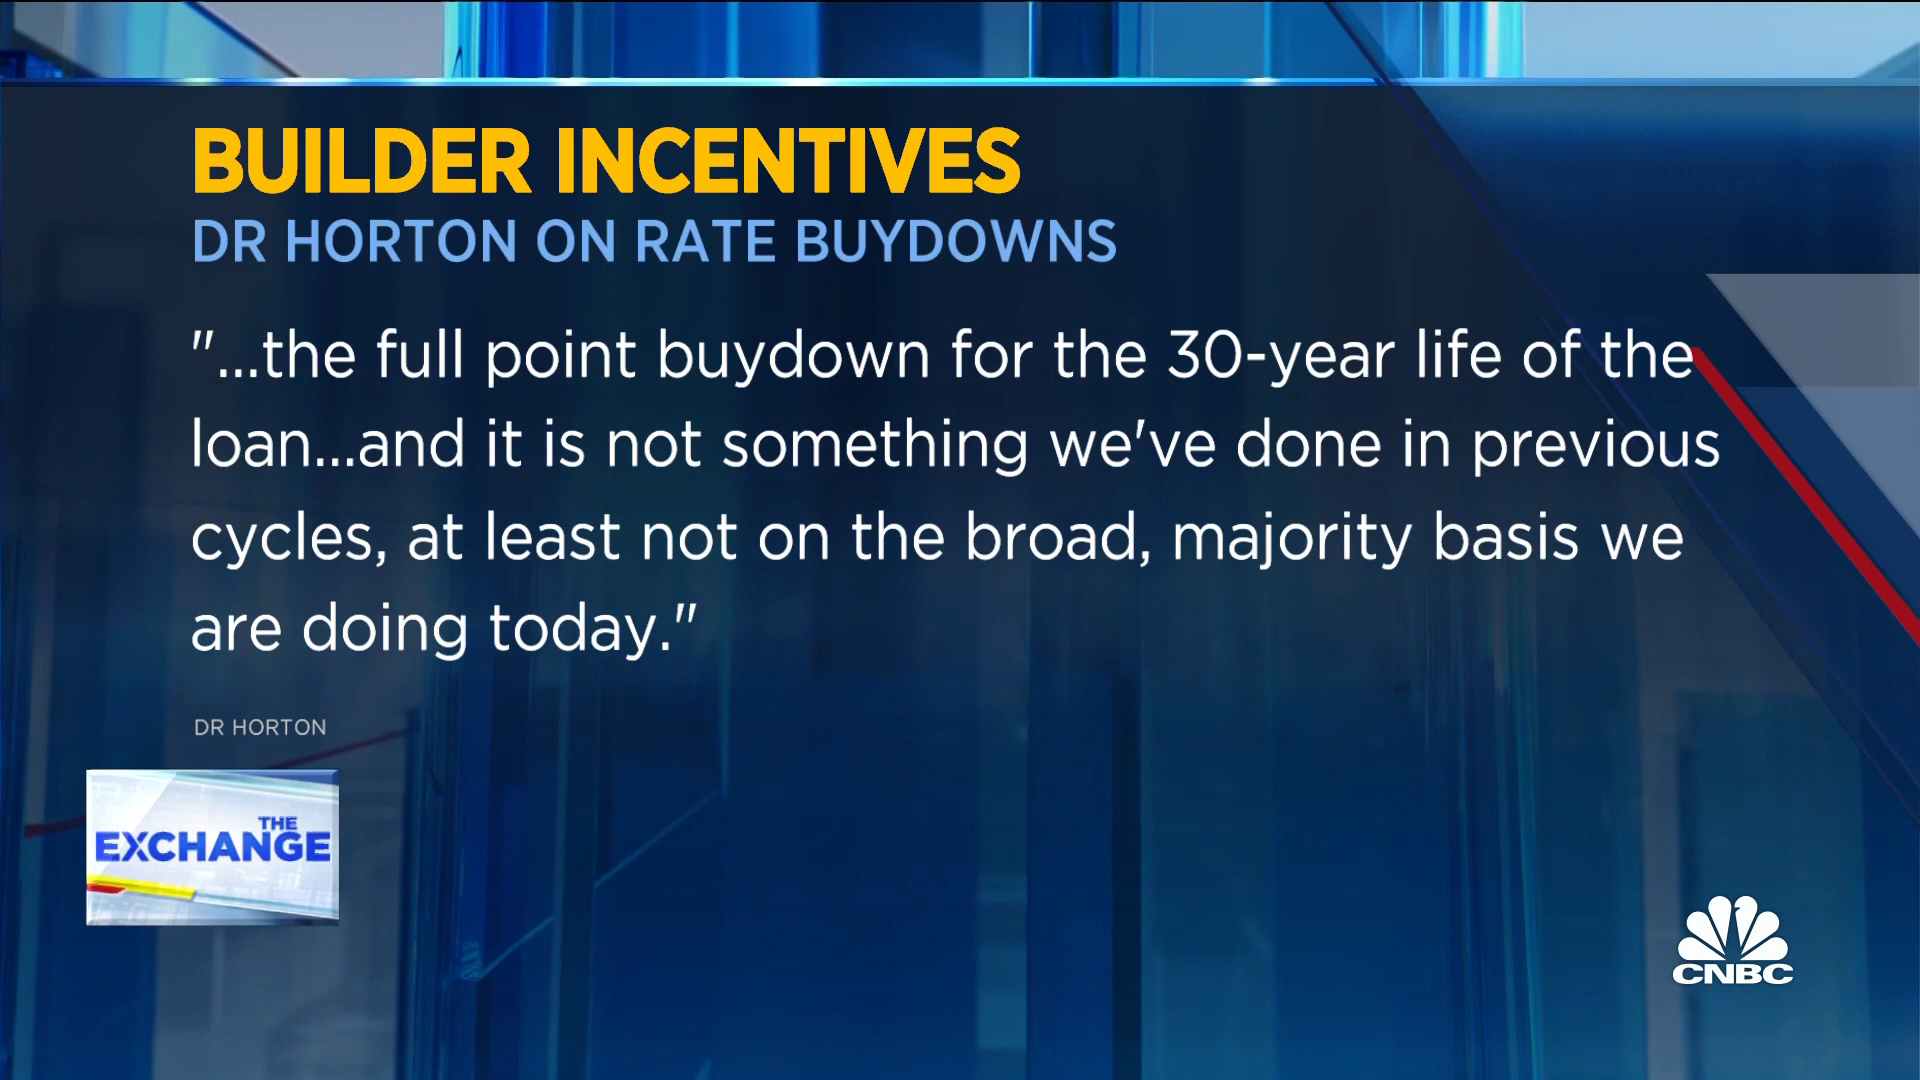 BUILDER INCENTIVES
DR HORTON ON RATE BUYDOWNS
"...the full point buydown for the 30-year life of the
loan...and it is not something we've done in previous
cycles, at least not on the broad, majority basis we
are doing today."
DR HORTON
THE
EXCHANGE
CNBC